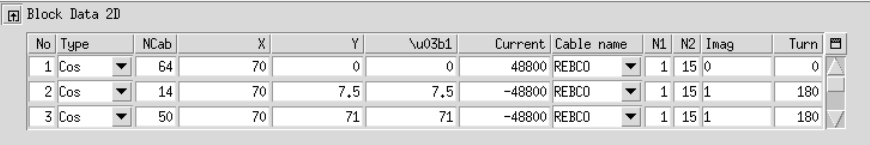 Block Data 2D
No Type NCab X Y \u03b1 Current Cable name N1 N2 Imag Turn
1 Cos 64 70 0 0 48800 REBCO 1 15 0 0
2 Cos 14 70 7.5 7.5 -48800 REBCO 1 15 1 180
3 Cos 50 70 71 71 -48800 REBCO 1 15 1 180